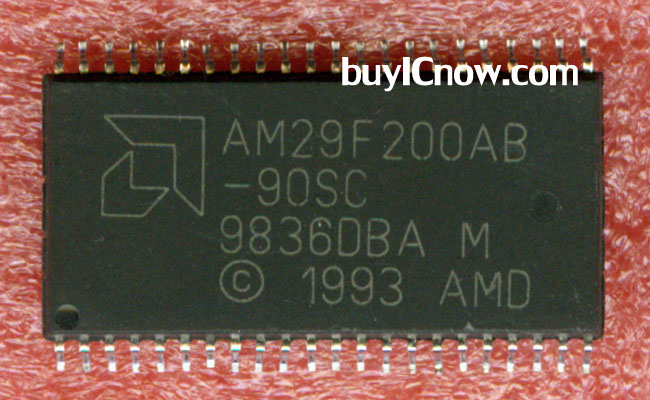 buyICnow.com
AM29F200AB
-90SC
9836DBA M
© 1993 AMD